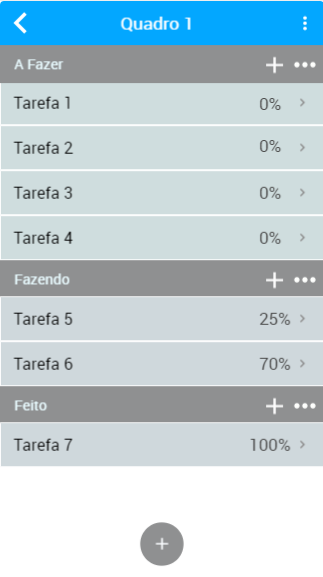 Quadro 1
A Fazer
Tarefa 1 0%
Tarefa 2 0%
Tarefa 3 0%
Tarefa 4 0%
Fazendo
Tarefa 5 25%
Tarefa 6 70%
Feito
Tarefa 7 100%